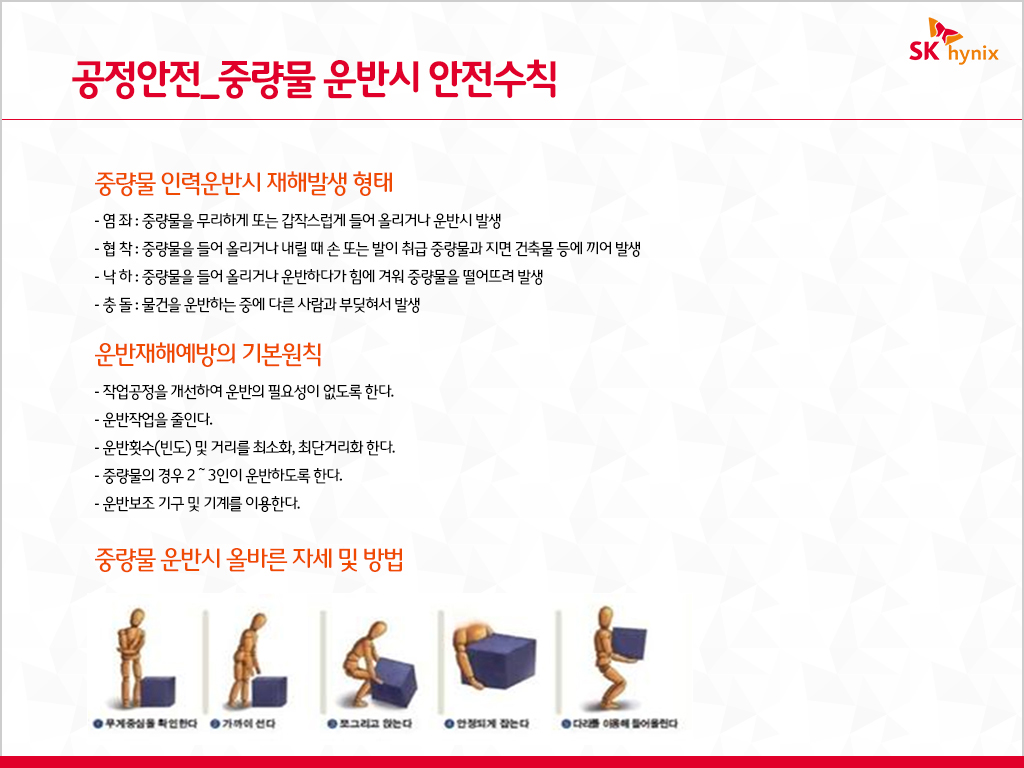 SK hynix
공정안전_중량물 운반시 안전수칙
중량물 인력운반시 재해발생 형태
- 염 좌 : 중량물을 무리하게 또는 갑작스럽게 들어 올리거나 운반시 발생
- 협 착 : 중량물을 들어 올리거나 내릴 때 손 또는 발이 취급 중량물과 지면 건축물 등에 끼어 발생
- 낙 하 : 중량물을 들어 올리거나 운반하다가 힘에 겨워 중량물을 떨어뜨려 발생
- 충 돌 : 물건을 운반하는 중에 다른 사람과 부딪혀서 발생
운반재해예방의 기본원칙
- 작업공정을 개선하여 운반의 필요성이 없도록 한다.
- 운반작업을 줄인다.
- 운반횟수(빈도) 및 거리를 최소화, 최단거리화 한다.
- 중량물의 경우 2 ~ 3인이 운반하도록 한다.
- 운반보조 기구 및 기계를 이용한다.
중량물 운반시 올바른 자세 및 방법
1 무게중심을 확인한다
2 가까이 선다
3 쪼그리고 앉는다
4 안정되게 잡는다
5 다리를 이용해 들어올린다